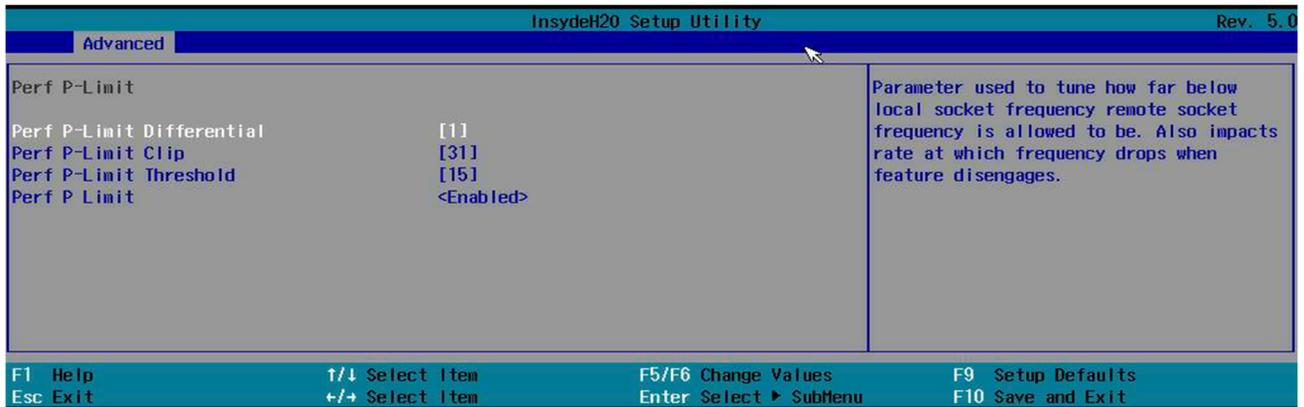 InsydeH20 Setup Utility Rev. 5.0
Advanced
Perf P-Limit
Perf P-Limit Differential [1]
Perf P-Limit Clip [31]
Perf P-Limit Threshold [15]
Perf P Limit <Enabled>
Parameter used to tune how far below
local socket frequency remote socket
frequency is allowed to be. Also impacts
rate at which frequency drops when
feature disengages.
F1 Help ↑/↓ Select Item F5/F6 Change Values F9 Setup Defaults
Esc Exit ←/→ Select Item Enter Select ▶ SubMenu F10 Save and Exit